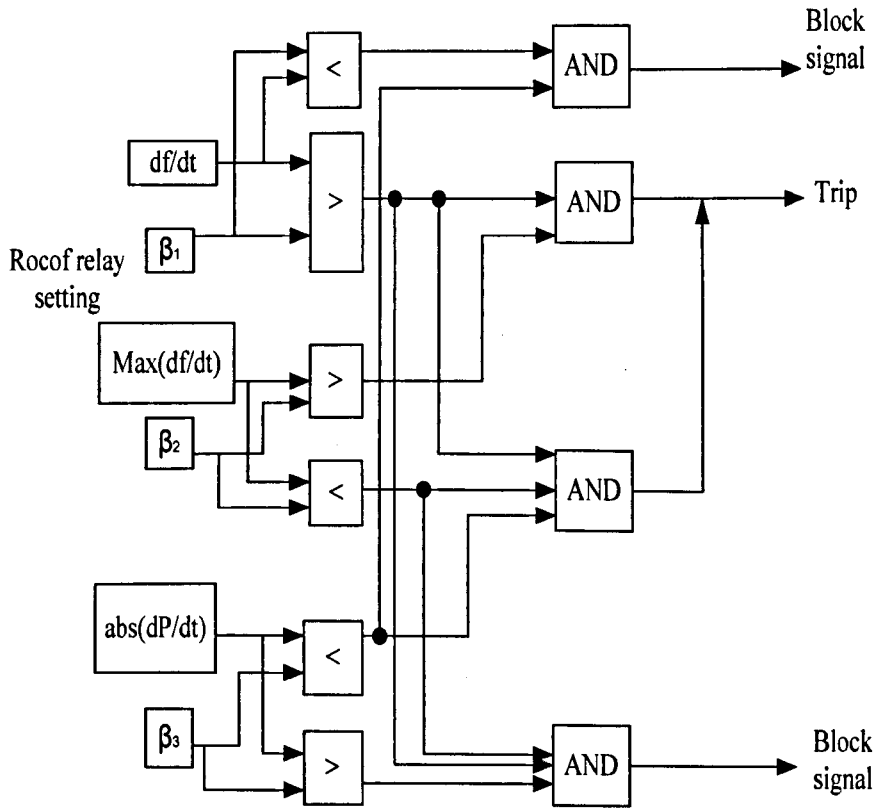 Block
signal
<
AND
df/dt
>
AND
Trip
β1
Rocof relay
setting
Max(df/dt)
>
β2
<
AND
abs(dP/dt)
<
β3
>
AND
Block
signal